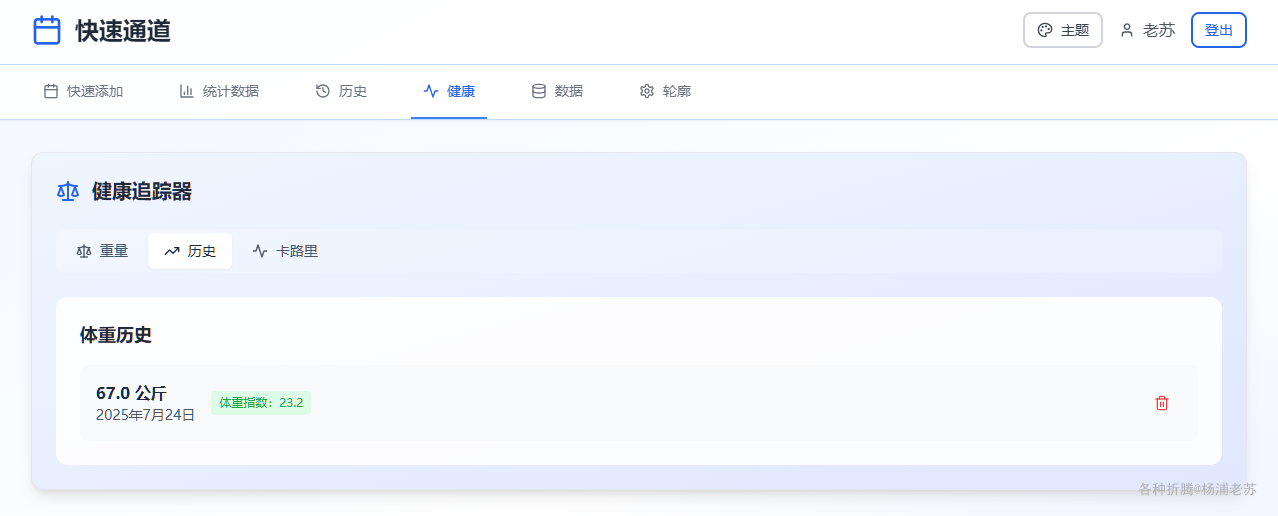 快速通道
主题 老苏 登出
快速添加 统计数据 历史 健康 数据 轮廓
健康追踪器
重量 历史 卡路里
体重历史
67.0 公斤
体重指数：23.2
2025年7月24日
各种折腾@杨浦老苏